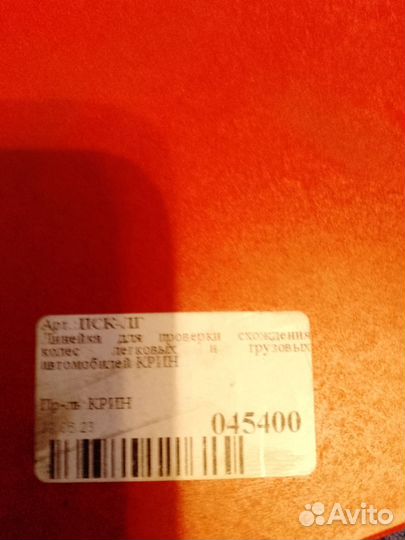 Арт.: ПСК-ЛГ
Линейка для проверки схождения
колес легковых и грузовых
автомобилей КРИН
Пр-ль: КРИН
045400
Avito